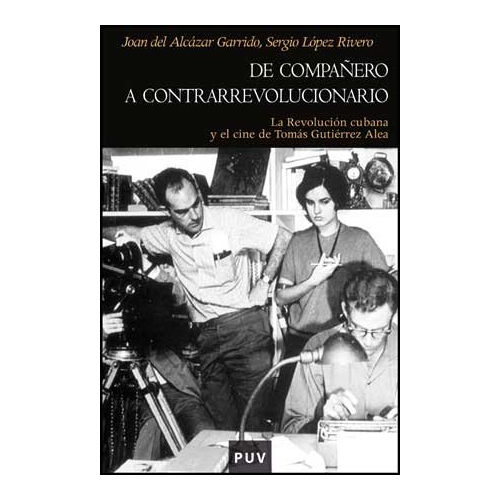 Joan del Alcázar Garrido, Sergio López Rivero
DE COMPAÑERO
A CONTRARREVOLUCIONARIO
La Revolución cubana
y el cine de Tomás Gutiérrez Alea
PUV